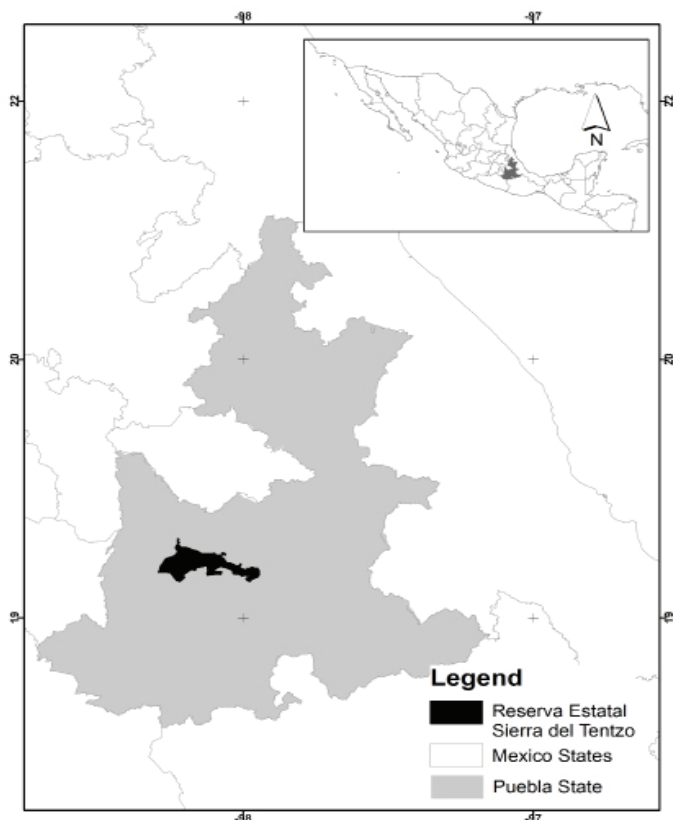 -98 -97
22
N
20 20
19 19
Legend
Reserva Estatal
Sierra del Tentzo
Mexico States
Puebla State
-98 -97